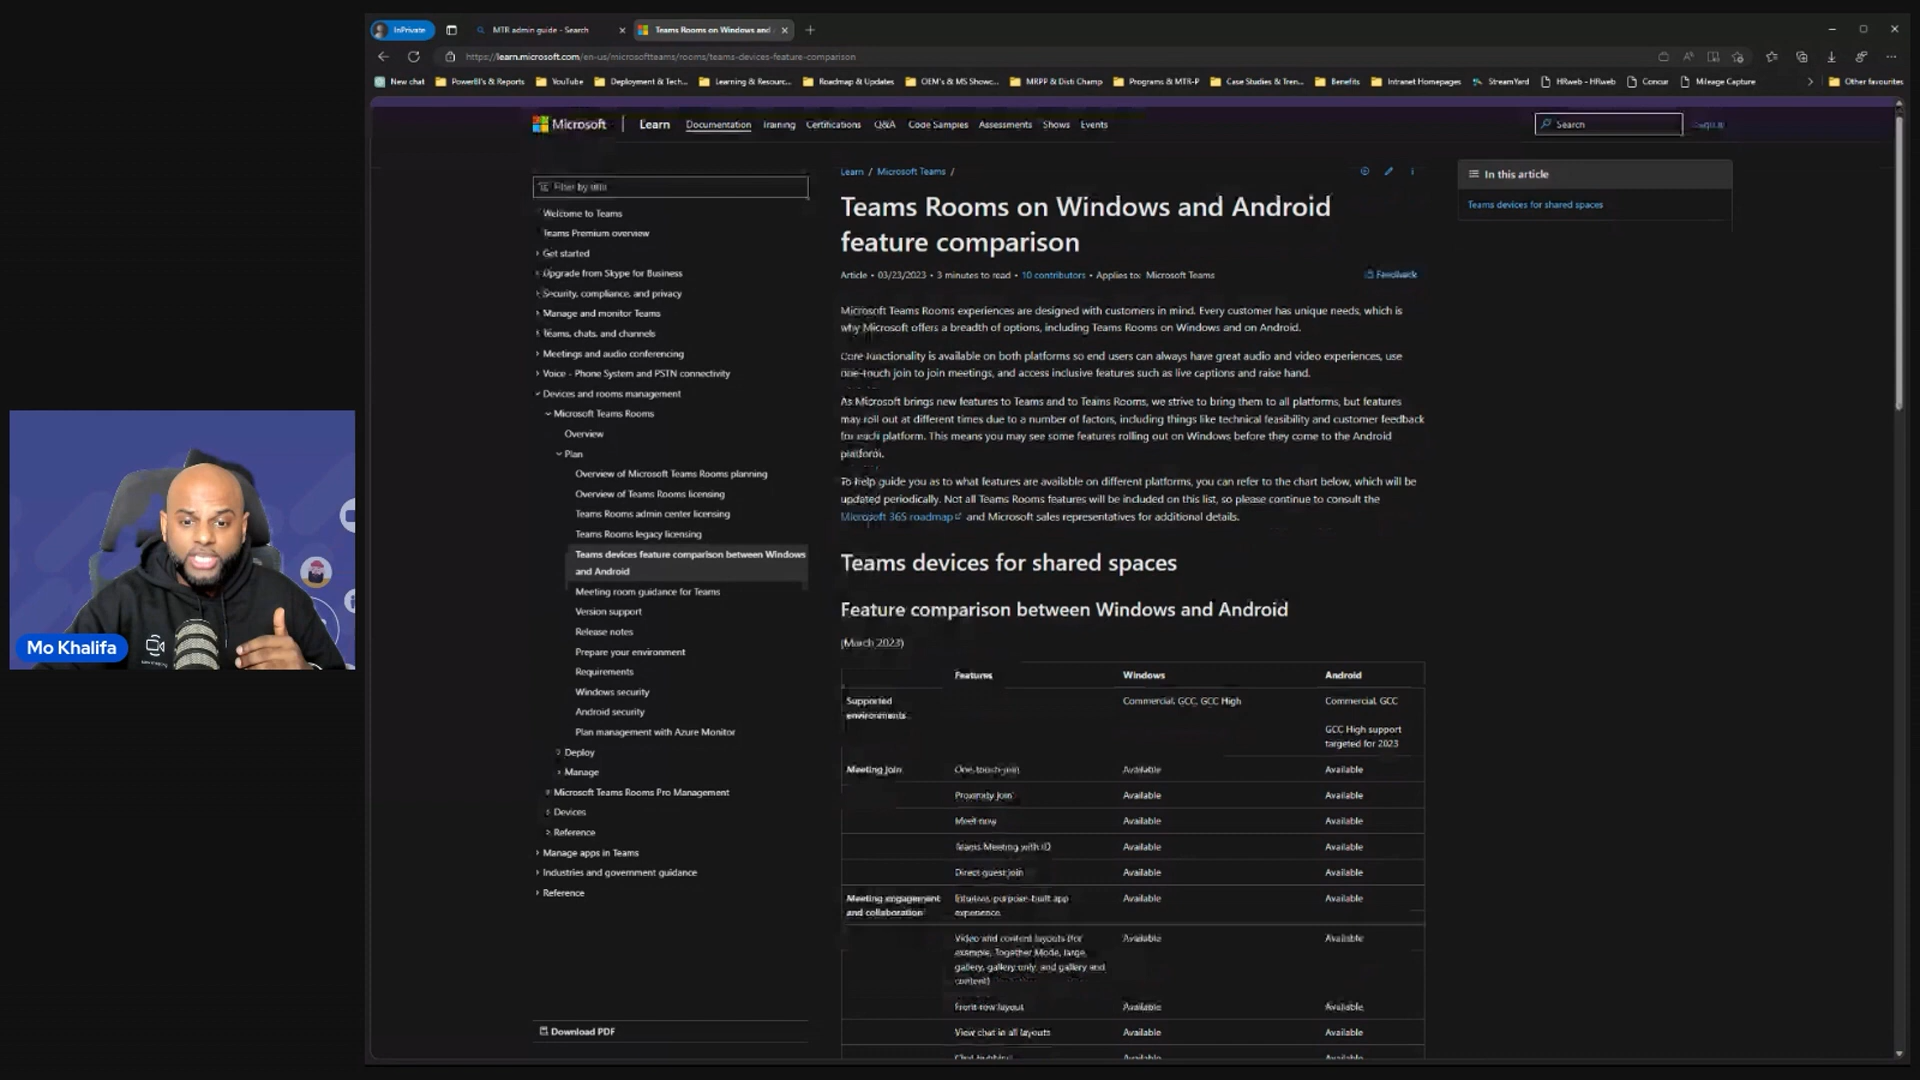 InPrivate
MTR admin guide - Search
Teams Rooms on Windows and
https://learn.microsoft.com/en-us/microsoftteams/rooms/teams-devices-feature-comparison
New chat
PowerBI's & Reports
YouTube
Deployment & Tech...
Learning & Resourc...
Roadmap & Updates
OEM's & MS Showc...
MRPP & Disti Champ
Programs & MTR-P
Case Studies & Tren...
Benefits
Intranet Homepages
StreamYard
HRweb - HRweb
Concur
Mileage Capture
Other favourites
Microsoft
Learn
Documentation
Training
Certifications
Q&A
Code Samples
Assessments
Shows
Events
Search
Filter by title
Welcome to Teams
Teams Premium overview
Get started
Upgrade from Skype for Business
Security, compliance, and privacy
Manage and monitor Teams
Teams, chats, and channels
Meetings and audio conferencing
Voice - Phone System and PSTN connectivity
Devices and rooms management
Microsoft Teams Rooms
Overview
Plan
Overview of Microsoft Teams Rooms planning
Overview of Teams Rooms licensing
Teams Rooms admin center licensing
Teams Rooms legacy licensing
Teams devices feature comparison between Windows
and Android
Meeting room guidance for Teams
Version support
Release notes
Prepare your environment
Requirements
Windows security
Android security
Plan management with Azure Monitor
Deploy
Manage
Microsoft Teams Rooms Pro Management
Devices
Reference
Manage apps in Teams
Industries and government guidance
Reference
Download PDF
Learn / Microsoft Teams /
Teams Rooms on Windows and Android
feature comparison
Article • 03/23/2023 • 3 minutes to read • 10 contributors • Applies to: Microsoft Teams
Feedback
Microsoft Teams Rooms experiences are designed with customers in mind. Every customer has unique needs, which is
why Microsoft offers a breadth of options, including Teams Rooms on Windows and on Android.
Core functionality is available on both platforms so end users can always have great audio and video experiences, use
one-touch join to join meetings, and access inclusive features such as live captions and raise hand.
As Microsoft brings new features to Teams and to Teams Rooms, we strive to bring them to all platforms, but features
may roll out at different times due to a number of factors, including things like technical feasibility and customer feedback
for each platform. This means you may see some features rolling out on Windows before they come to the Android
platform.
To help guide you as to what features are available on different platforms, you can refer to the chart below, which will be
updated periodically. Not all Teams Rooms features will be included on this list, so please continue to consult the
Microsoft 365 roadmap and Microsoft sales representatives for additional details.
Teams devices for shared spaces
Feature comparison between Windows and Android
(March 2023)
Features Windows Android
Supported environments Commercial, GCC, GCC High Commercial, GCC
GCC High support
targeted for 2023
Meeting join One-touch join Available Available
Proximity join Available Available
Meet now Available Available
Teams Meeting with ID Available Available
Direct guest join Available Available
Meeting engagement and collaboration Intuitive, purpose-built app experience Available Available
Video and content layouts (for Available Available
example, Together Mode, large
gallery, gallery only, and gallery and
content)
Front row layout Available Available
View chat in all layouts Available Available
Chat bubbles Available Available
In this article
Teams devices for shared spaces
Mo Khalifa